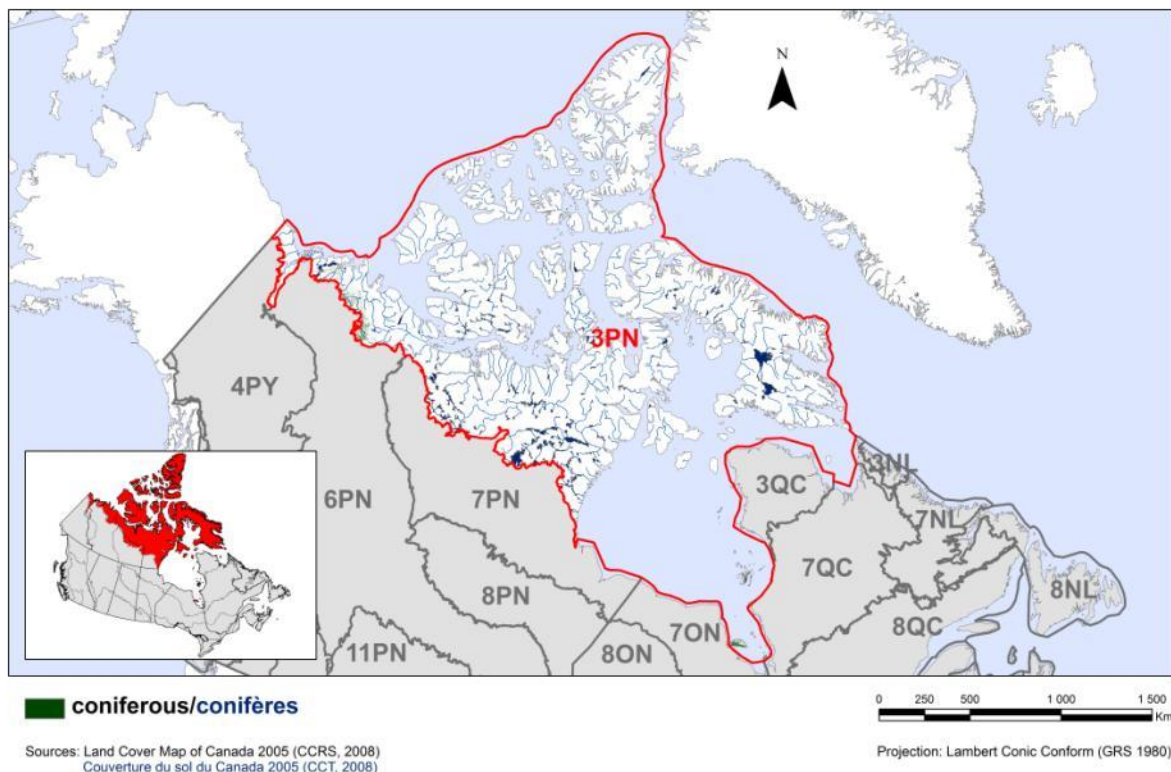 N
3PN
4PY
3QC
3NL
6PN
7PN
7NL
7QC
8NL
8PN
8QC
7ON
11PN
8ON
coniferous/conifères
0 250 500 1 000 1 500
Km
Sources: Land Cover Map of Canada 2005 (CCRS, 2008)
Couverture du sol du Canada 2005 (CCT, 2008)
Projection: Lambert Conic Conform (GRS 1980)